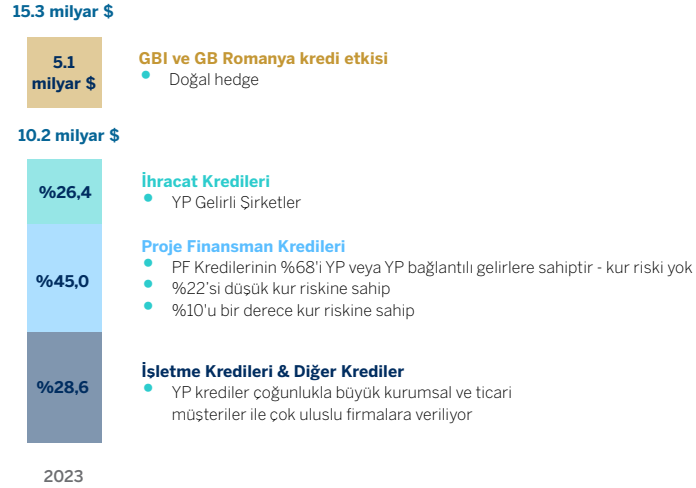 15.3 milyar $
5.1
milyar $
GBI ve GB Romanya kredi etkisi
Doğal hedge
10.2 milyar $
%26,4
İhracat Kredileri
YP Gelirli Şirketler
%45,0
Proje Finansman Kredileri
PF Kredilerinin %68'i YP veya YP bağlantılı gelirlere sahiptir - kur riski yok
%22’si düşük kur riskine sahip
%10'u bir derece kur riskine sahip
%28,6
İşletme Kredileri & Diğer Krediler
YP krediler çoğunlukla büyük kurumsal ve ticari
müşteriler ile çok uluslu firmalara veriliyor
2023